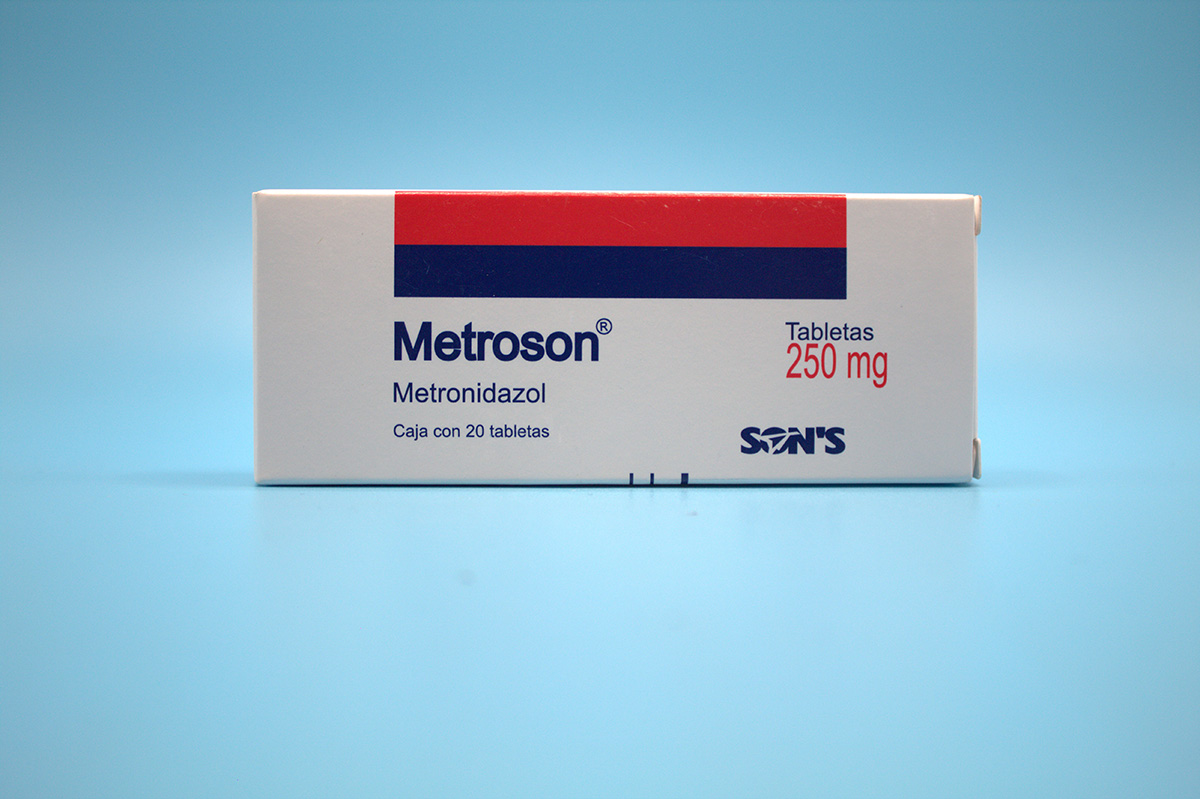 Metroson®
Metronidazol
Caja con 20 tabletas
Tabletas
250 mg
SON'S